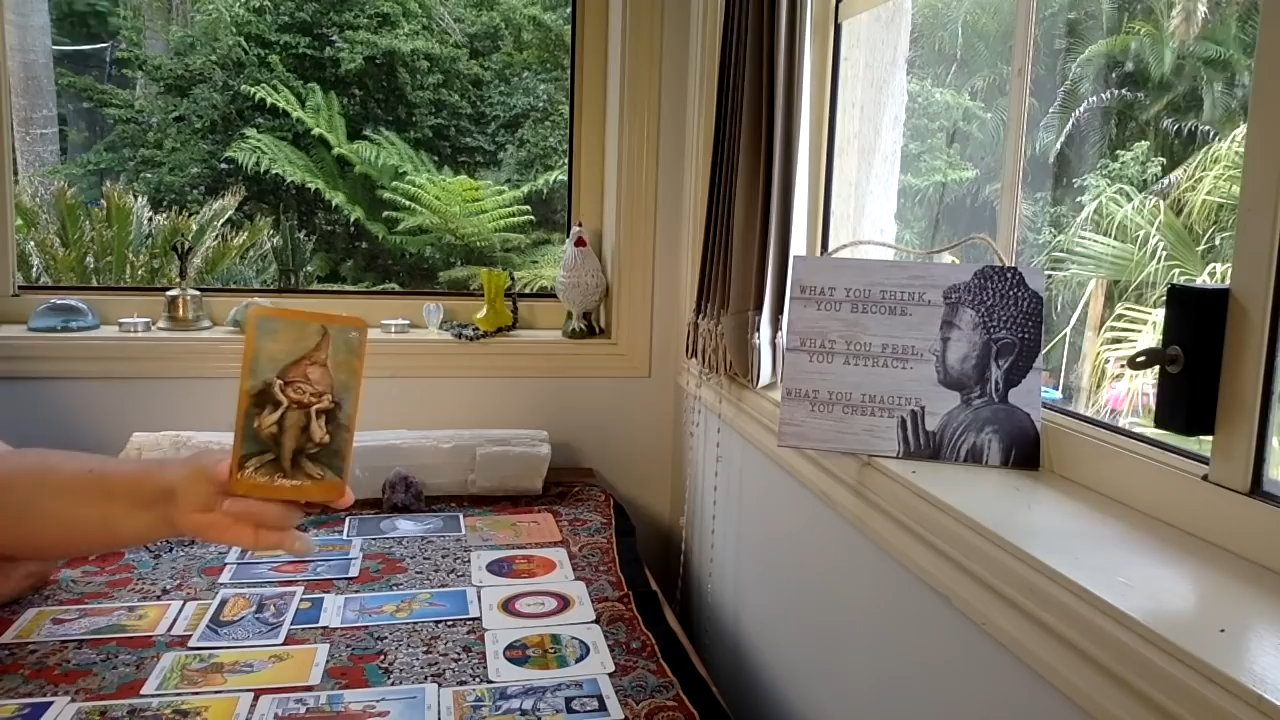 WHAT YOU THINK,
YOU BECOME.
WHAT YOU FEEL,
YOU ATTRACT.
WHAT YOU IMAGINE
YOU CREATE.